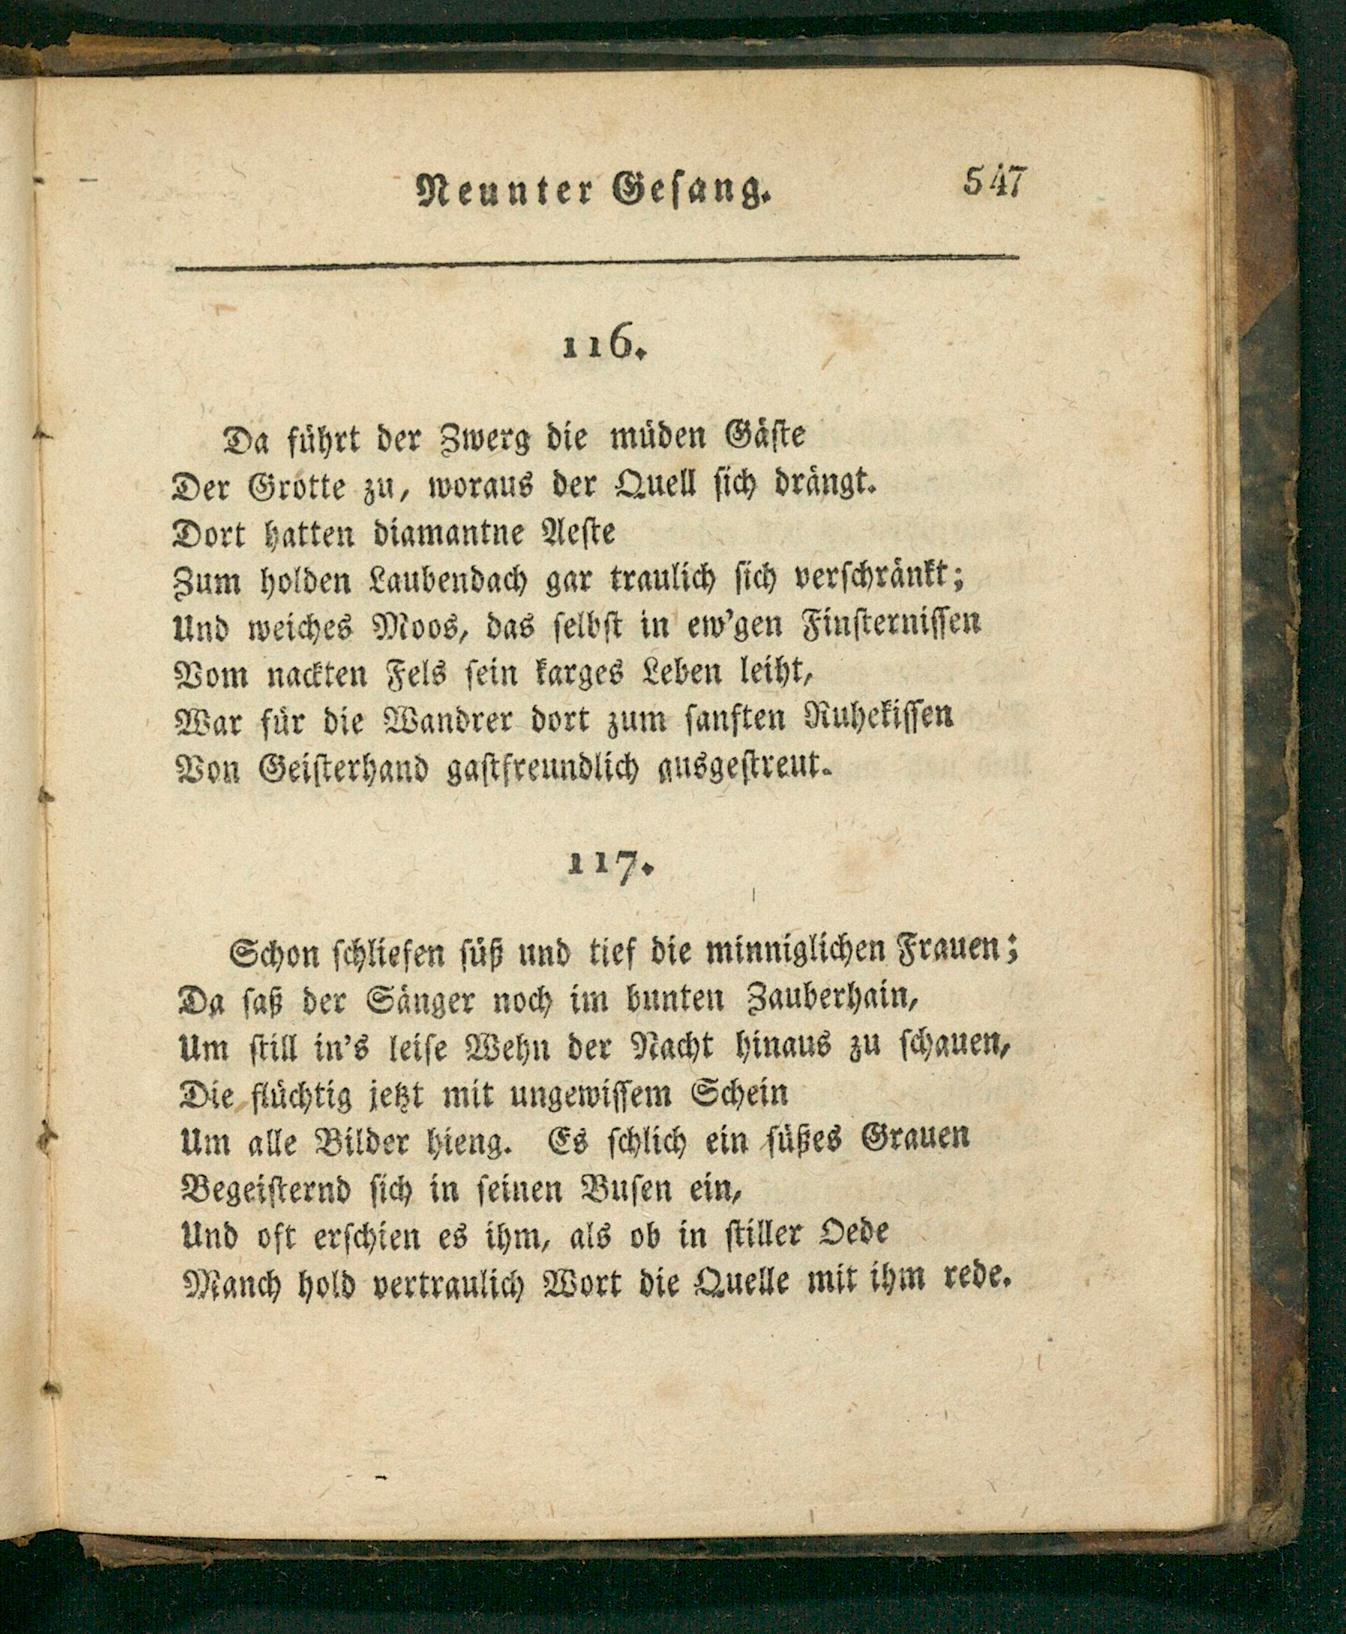 Neunter Gesang. 547
116.
Da führt der Zwerg die müden Gäste
Der Grotte zu, woraus der Quell sich drängt.
Dort hatten diamantne Aeste
Zum holden Laubendach gar traulich sich verschränkt;
Und weiches Moos, das selbst in ew'gen Finsternissen
Vom nackten Fels sein karges Leben leiht,
War für die Wandrer dort zum sanften Ruhekissen
Von Geisterhand gastfreundlich ausgestreut.
117.
Schon schliefen süß und tief die minniglichen Frauen;
Da saß der Sänger noch im bunten Zauberhain,
Um still in's leise Wehn der Nacht hinaus zu schauen,
Die flüchtig jetzt mit ungewissem Schein
Um alle Bilder hieng. Es schlich ein süßes Grauen
Begeisternd sich in seinen Busen ein,
Und oft erschien es ihm, als ob in stiller Oede
Manch hold vertraulich Wort die Quelle mit ihm rede.